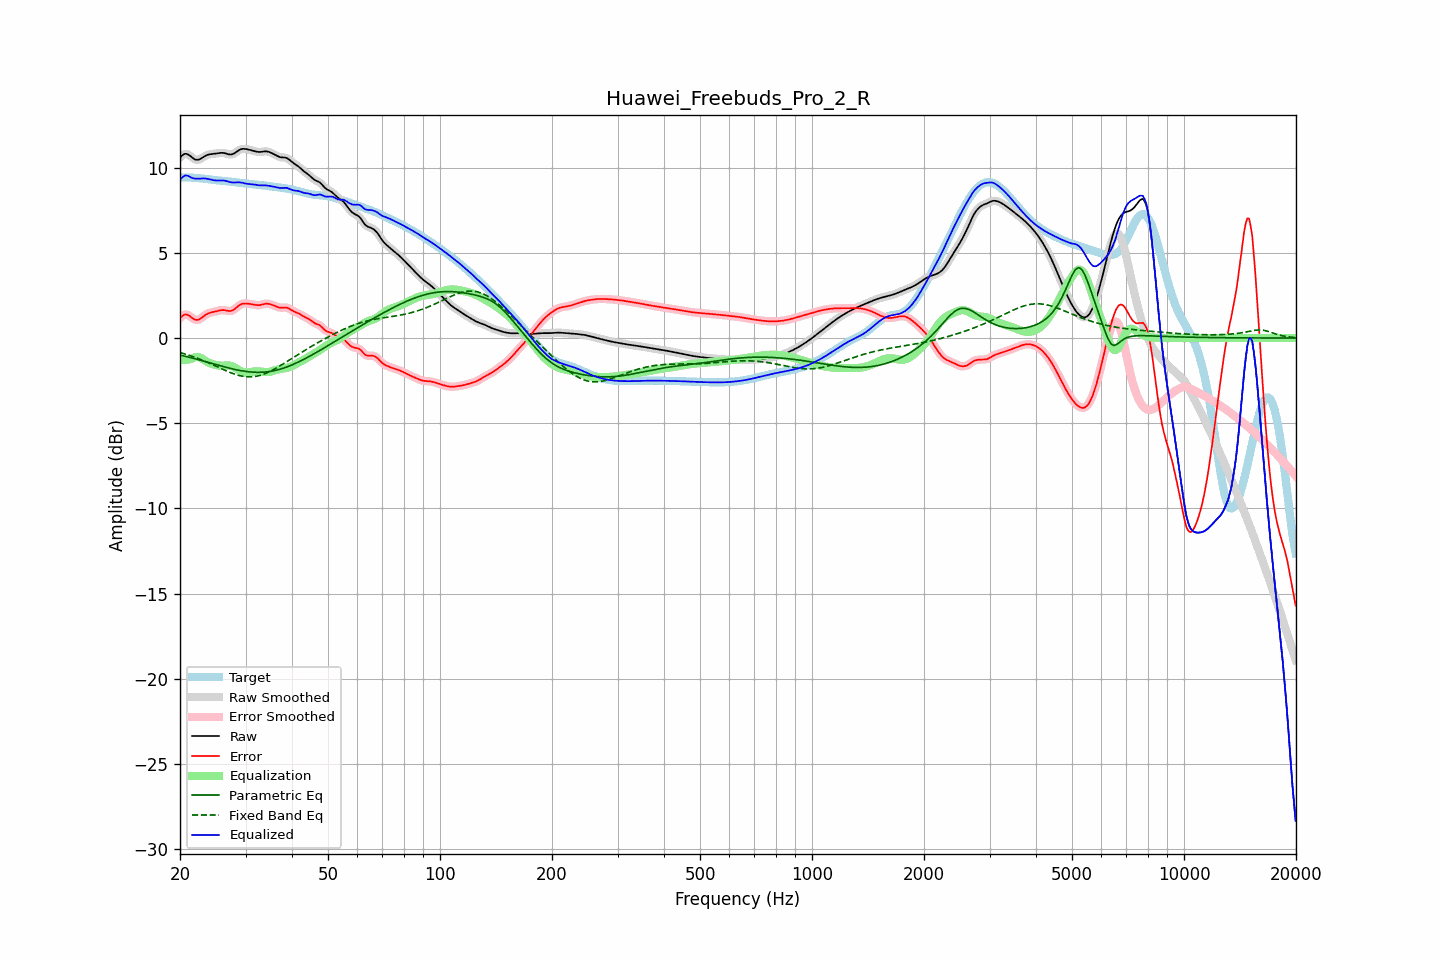 Huawei_Freebuds_Pro_2_R
Amplitude (dBr)
10
5
0
−5
−10
−15
−20
−25
−30
Target
Raw Smoothed
Error Smoothed
Raw
Error
Equalization
Parametric Eq
Fixed Band Eq
Equalized
20 50 100 200 500 1000 2000 5000 10000 20000
Frequency (Hz)